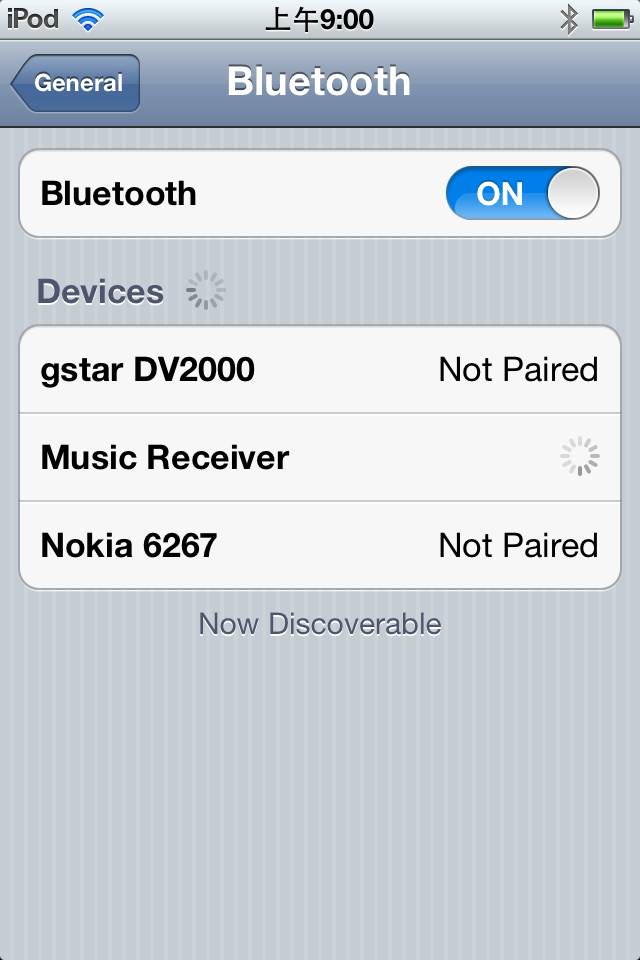 iPod 上午9:00
General Bluetooth
Bluetooth ON
Devices
gstar DV2000 Not Paired
Music Receiver
Nokia 6267 Not Paired
Now Discoverable